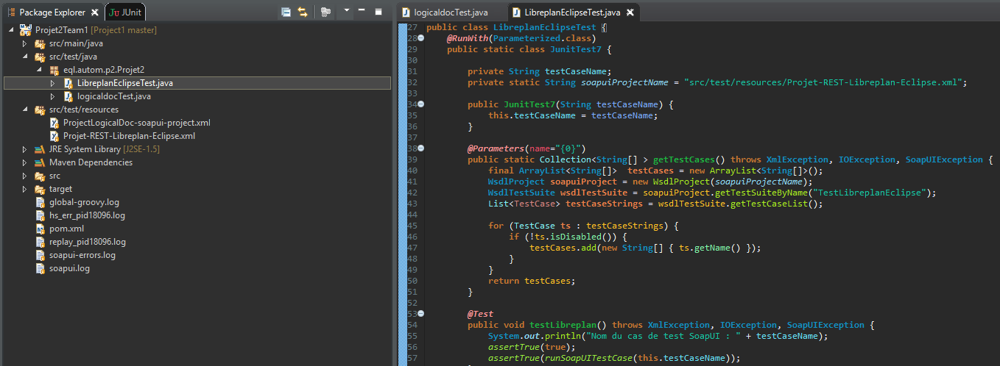 Package Explorer
JUnit
Projet2Team1 [Project1 master]
src/main/java
src/test/java
eql.autom.p2.Projet2
LibreplanEclipseTest.java
logicaldocTest.java
src/test/resources
ProjectLogicalDoc-soapui-project.xml
Projet-REST-Libreplan-Eclipse.xml
JRE System Library [J2SE-1.5]
Maven Dependencies
src
target
global-groovy.log
hs_err_pid18096.log
pom.xml
replay_pid18096.log
soapui-errors.log
soapui.log
logicaldocTest.java
LibreplanEclipseTest.java
27 public class LibreplanEclipseTest {
28 @RunWith(Parameterized.class)
29 public static class JunitTest7 {
30
31 private String testCaseName;
32 private static String soapuiProjectName = "src/test/resources/Projet-REST-Libreplan-Eclipse.xml";
33
34 public JunitTest7(String testCaseName) {
35 this.testCaseName = testCaseName;
36 }
37
38 @Parameters(name="{0}")
39 public static Collection<String[] > getTestCases() throws XmlException, IOException, SoapUIException {
40 final ArrayList<String[]>  testCases = new ArrayList<String[]>();
41 WsdlProject soapuiProject = new WsdlProject(soapuiProjectName);
42 WsdlTestSuite wsdlTestSuite = soapuiProject.getTestSuiteByName("TestLibreplanEclipse");
43 List<TestCase> testCaseStrings = wsdlTestSuite.getTestCaseList();
44
45 for (TestCase ts : testCaseStrings) {
46 if (!ts.isDisabled()) {
47 testCases.add(new String[] { ts.getName() });
48 }
49 }
50 return testCases;
51 }
52
53 @Test
54 public void testLibreplan() throws XmlException, IOException, SoapUIException {
55 System.out.println("Nom du cas de test SoapUI : " + testCaseName);
56 assertTrue(true);
57 assertTrue(runSoapUITestCase(this.testCaseName));